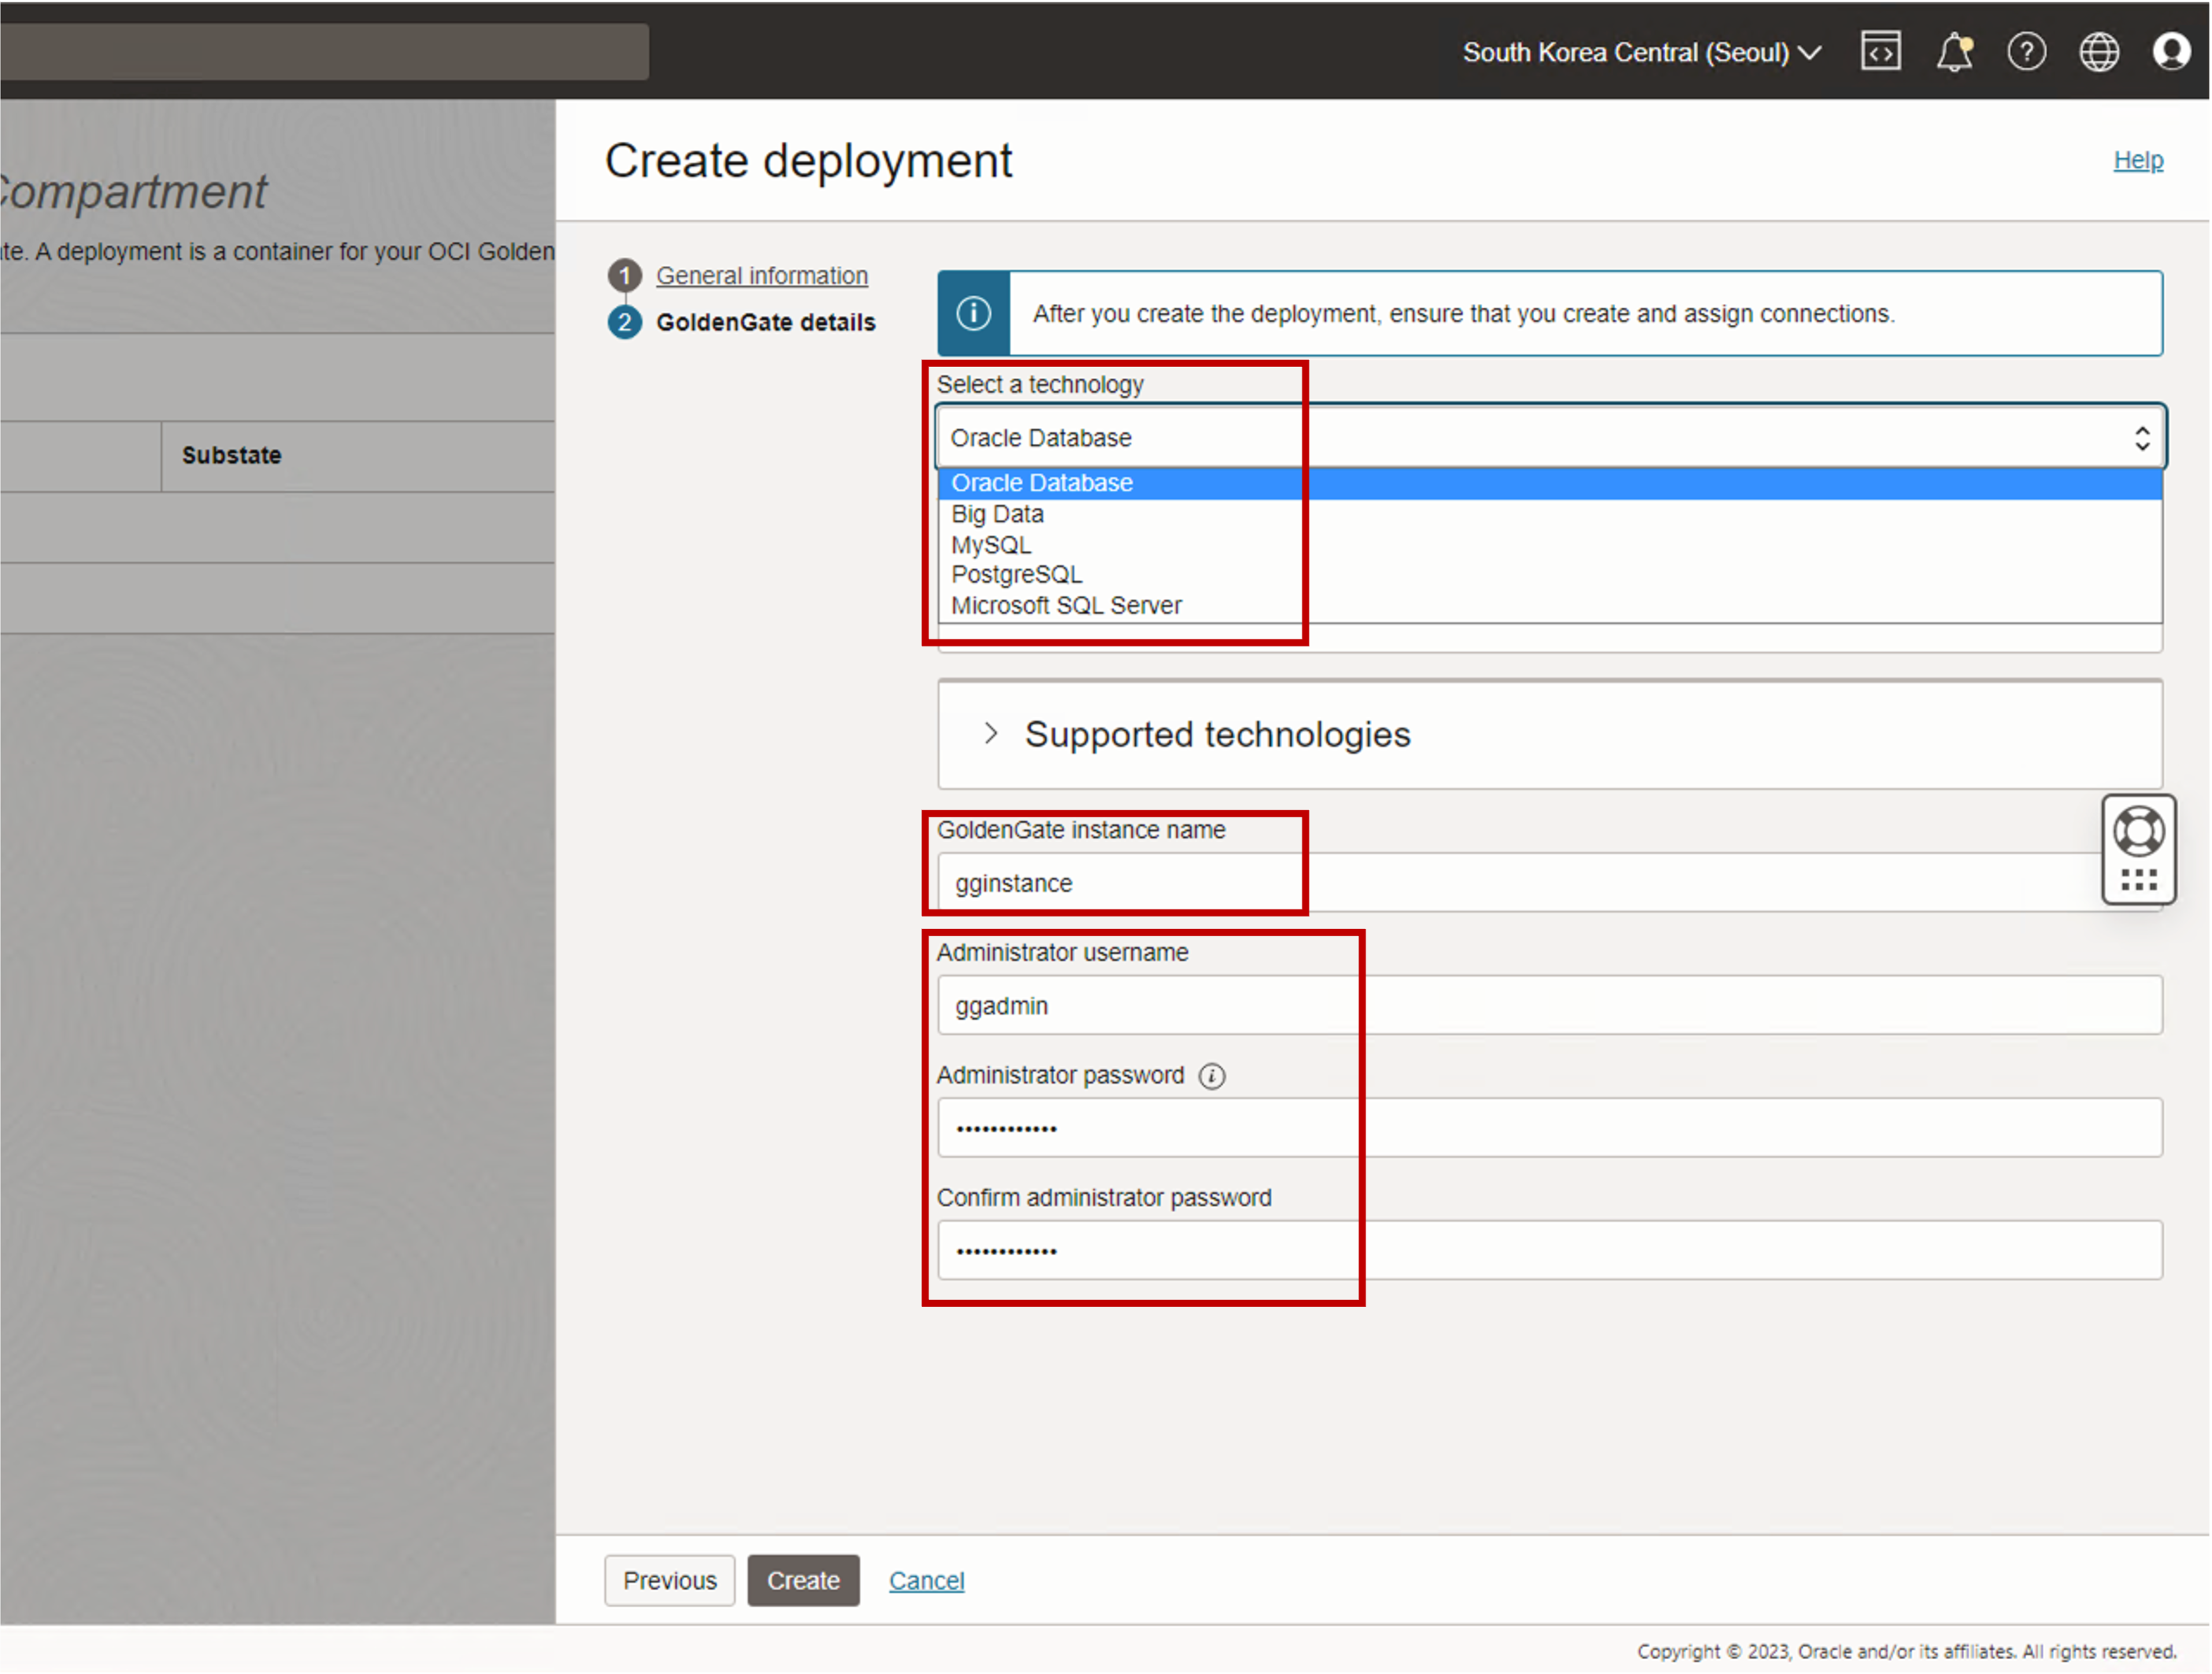 South Korea Central (Seoul)
Compartment
te. A deployment is a container for your OCI Golden
Substate
Create deployment
Help
1 General information
2 GoldenGate details
After you create the deployment, ensure that you create and assign connections.
Select a technology
Oracle Database
Oracle Database
Big Data
MySQL
PostgreSQL
Microsoft SQL Server
Supported technologies
GoldenGate instance name
gginstance
Administrator username
ggadmin
Administrator password
••••••••••••
Confirm administrator password
••••••••••••
Previous Create Cancel
Copyright © 2023, Oracle and/or its affiliates. All rights reserved.